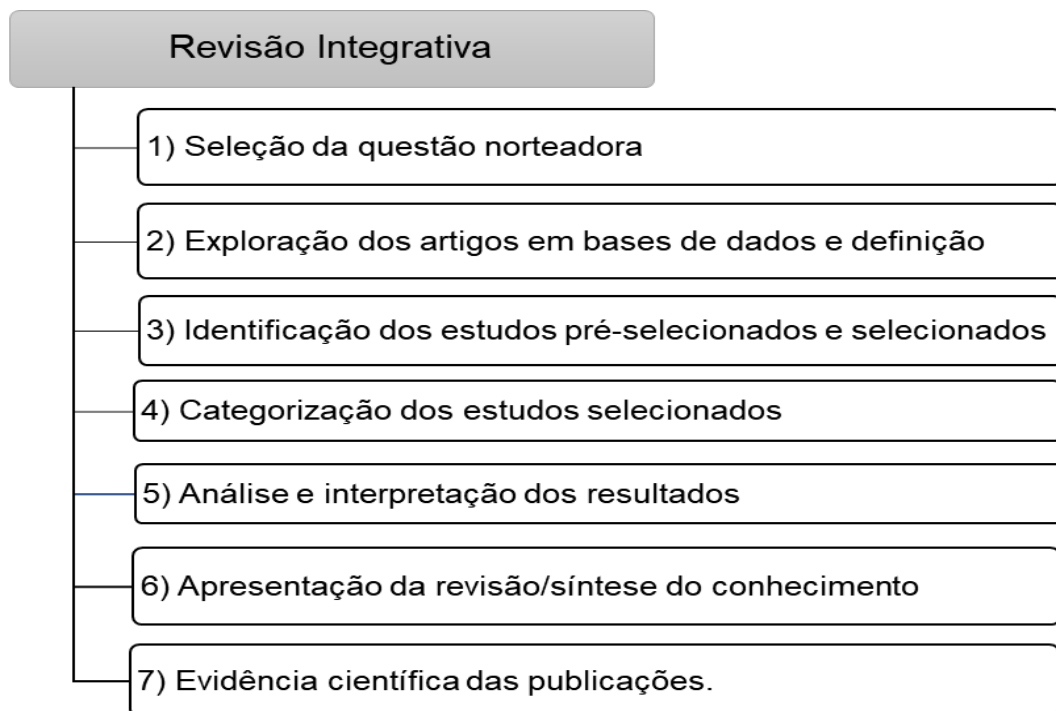 Revisão Integrativa
1) Seleção da questão norteadora
2) Exploração dos artigos em bases de dados e definição
3) Identificação dos estudos pré-selecionados e selecionados
4) Categorização dos estudos selecionados
5) Análise e interpretação dos resultados
6) Apresentação da revisão/síntese do conhecimento
7) Evidência científica das publicações.